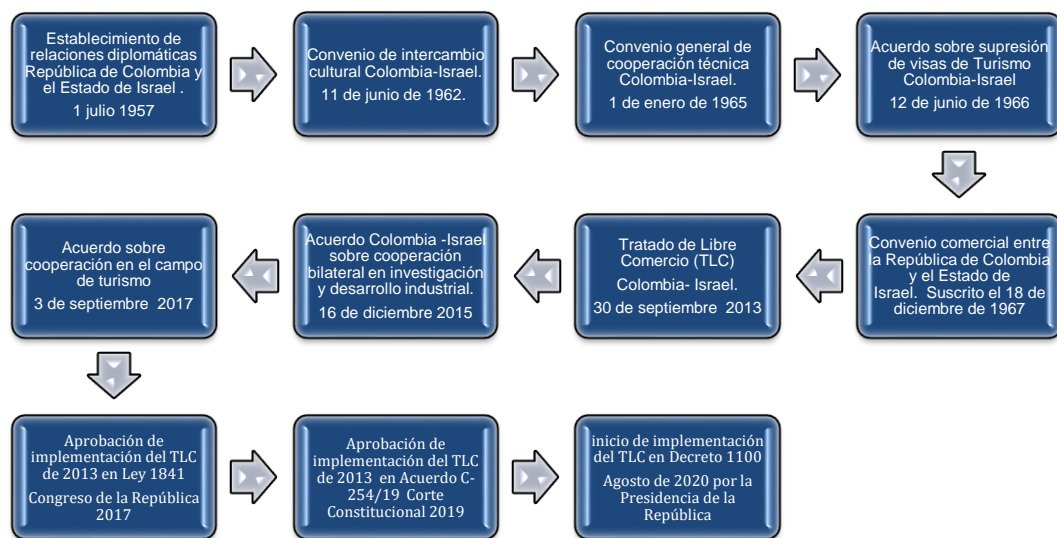 Establecimiento de
relaciones diplomáticas
República de Colombia y
el Estado de Israel .
1 julio 1957
Convenio de intercambio
cultural Colombia-Israel.
11 de junio de 1962.
Convenio general de
cooperación técnica
Colombia-Israel.
1 de enero de 1965
Acuerdo sobre supresión
de visas de Turismo
Colombia-Israel
12 de junio de 1966
Convenio comercial entre
la República de Colombia
y el Estado de
Israel. Suscrito el 18 de
diciembre de 1967
Tratado de Libre
Comercio (TLC)
Colombia- Israel.
30 de septiembre 2013
Acuerdo Colombia -Israel
sobre cooperación
bilateral en investigación
y desarrollo industrial.
16 de diciembre 2015
Acuerdo sobre
cooperación en el campo
de turismo
3 de septiembre 2017
Aprobación de
implementación del TLC
de 2013 en Ley 1841
Congreso de la República
2017
Aprobación de
implementación del TLC
de 2013 en Acuerdo C-
254/19 Corte
Constitucional 2019
inicio de implementación
del TLC en Decreto 1100
Agosto de 2020 por la
Presidencia de la
República